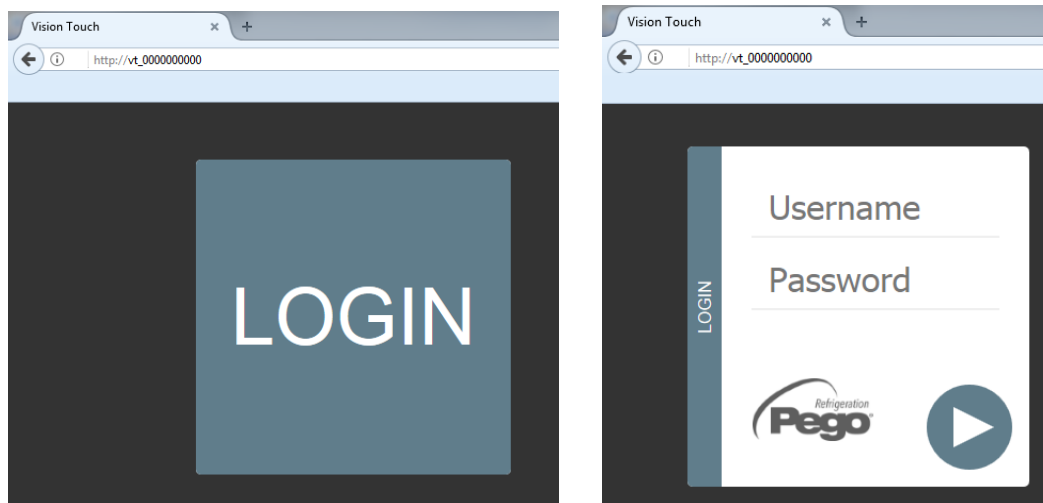 Vision Touch
http://vt_0000000000
LOGIN
Vision Touch
http://vt_0000000000
LOGIN
Username
Password
Refrigeration
Pego